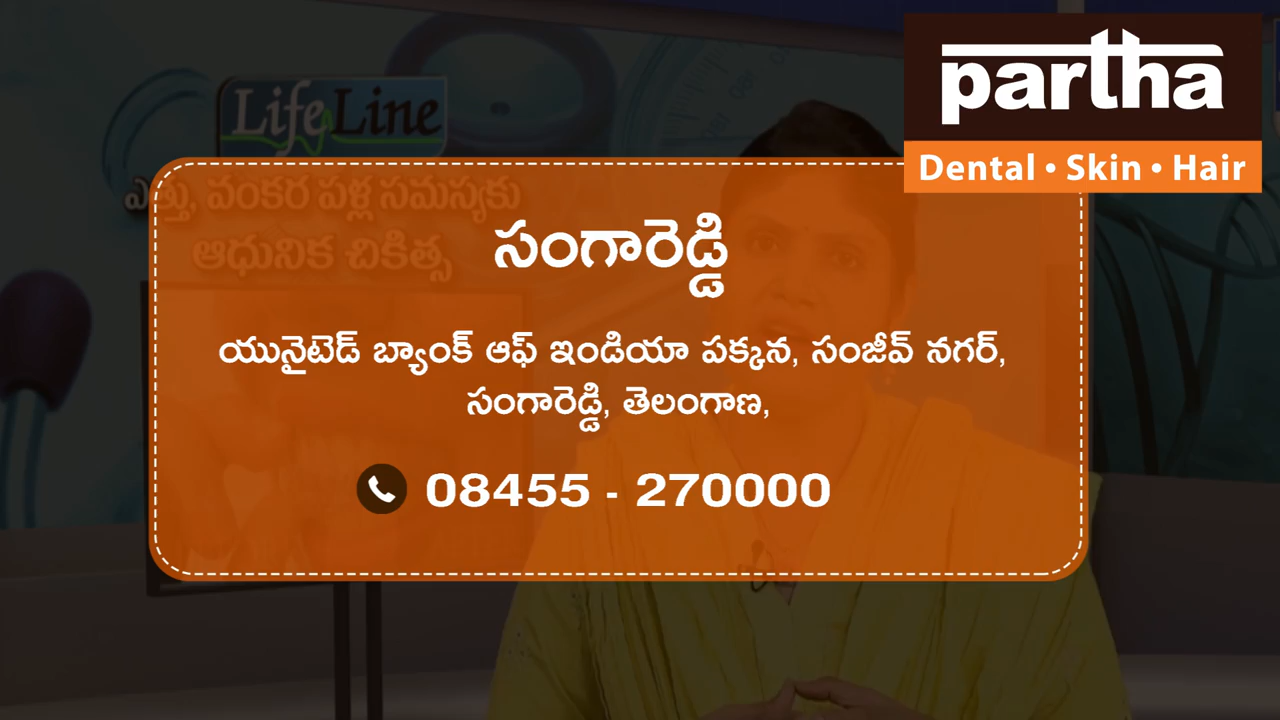 partha
Dental • Skin • Hair
LifeLine
ఎత్తు, వంకర పళ్ల సమస్యకు
ఆధునిక చికిత్స
సంగారెడ్డి
యునైటెడ్ బ్యాంక్ ఆఫ్ ఇండియా పక్కన, సంజీవ్ నగర్,
సంగారెడ్డి, తెలంగాణ,
08455 - 270000